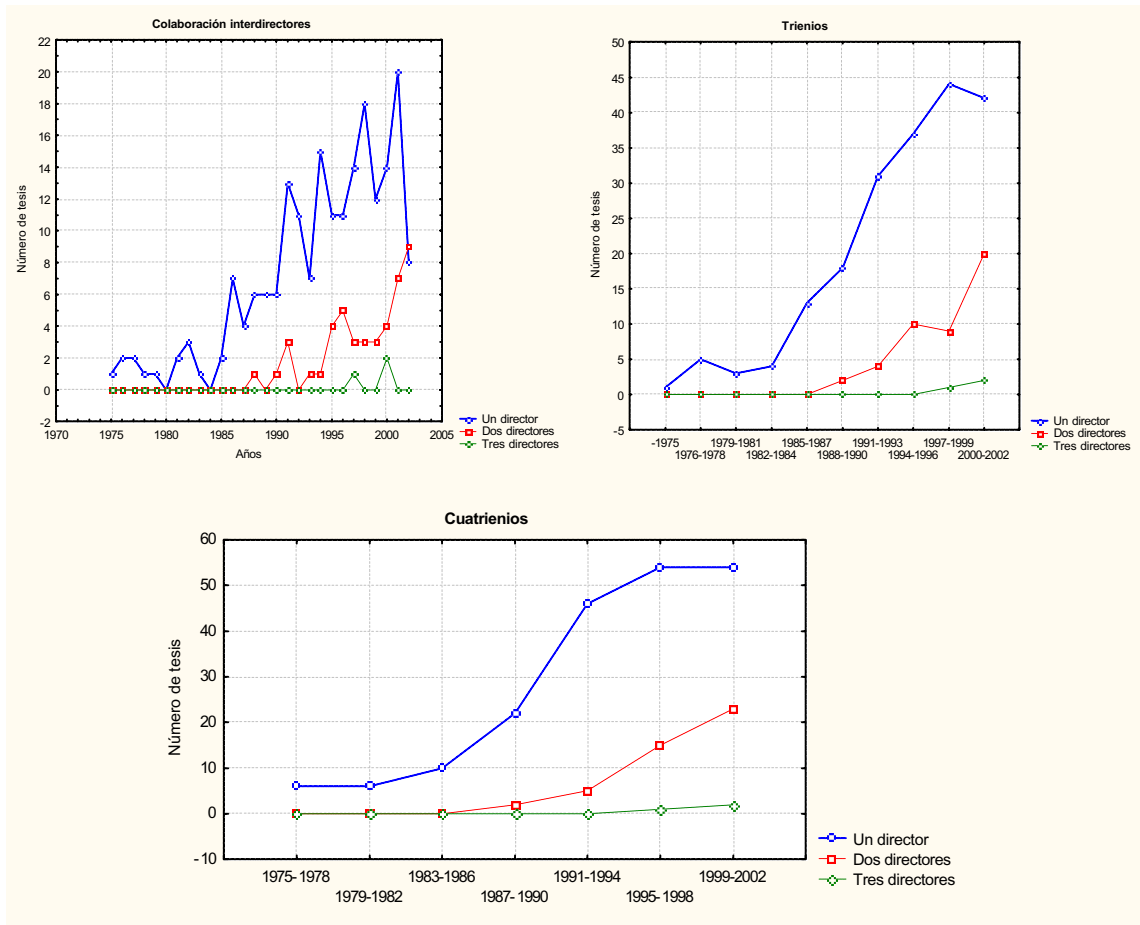 Colaboración interdirectores
22
20
18
16
14
12
10
8
6
4
2
0
-2
Número de tesis
1970 1975 1980 1985 1990 1995 2000 2005
Años
Un director
Dos directores
Tres directores
Trienios
50
45
40
35
30
25
20
15
10
5
0
-5
Número de tesis
-1975 1979-1981 1985-1987 1991-1993 1997-1999
1976-1978 1982-1984 1988-1990 1994-1996 2000-2002
Un director
Dos directores
Tres directores
Cuatrienios
60
50
40
30
20
10
0
-10
Número de tesis
1975-1978 1983-1986 1991-1994 1999-2002
1979-1982 1987-1990 1995-1998
Un director
Dos directores
Tres directores